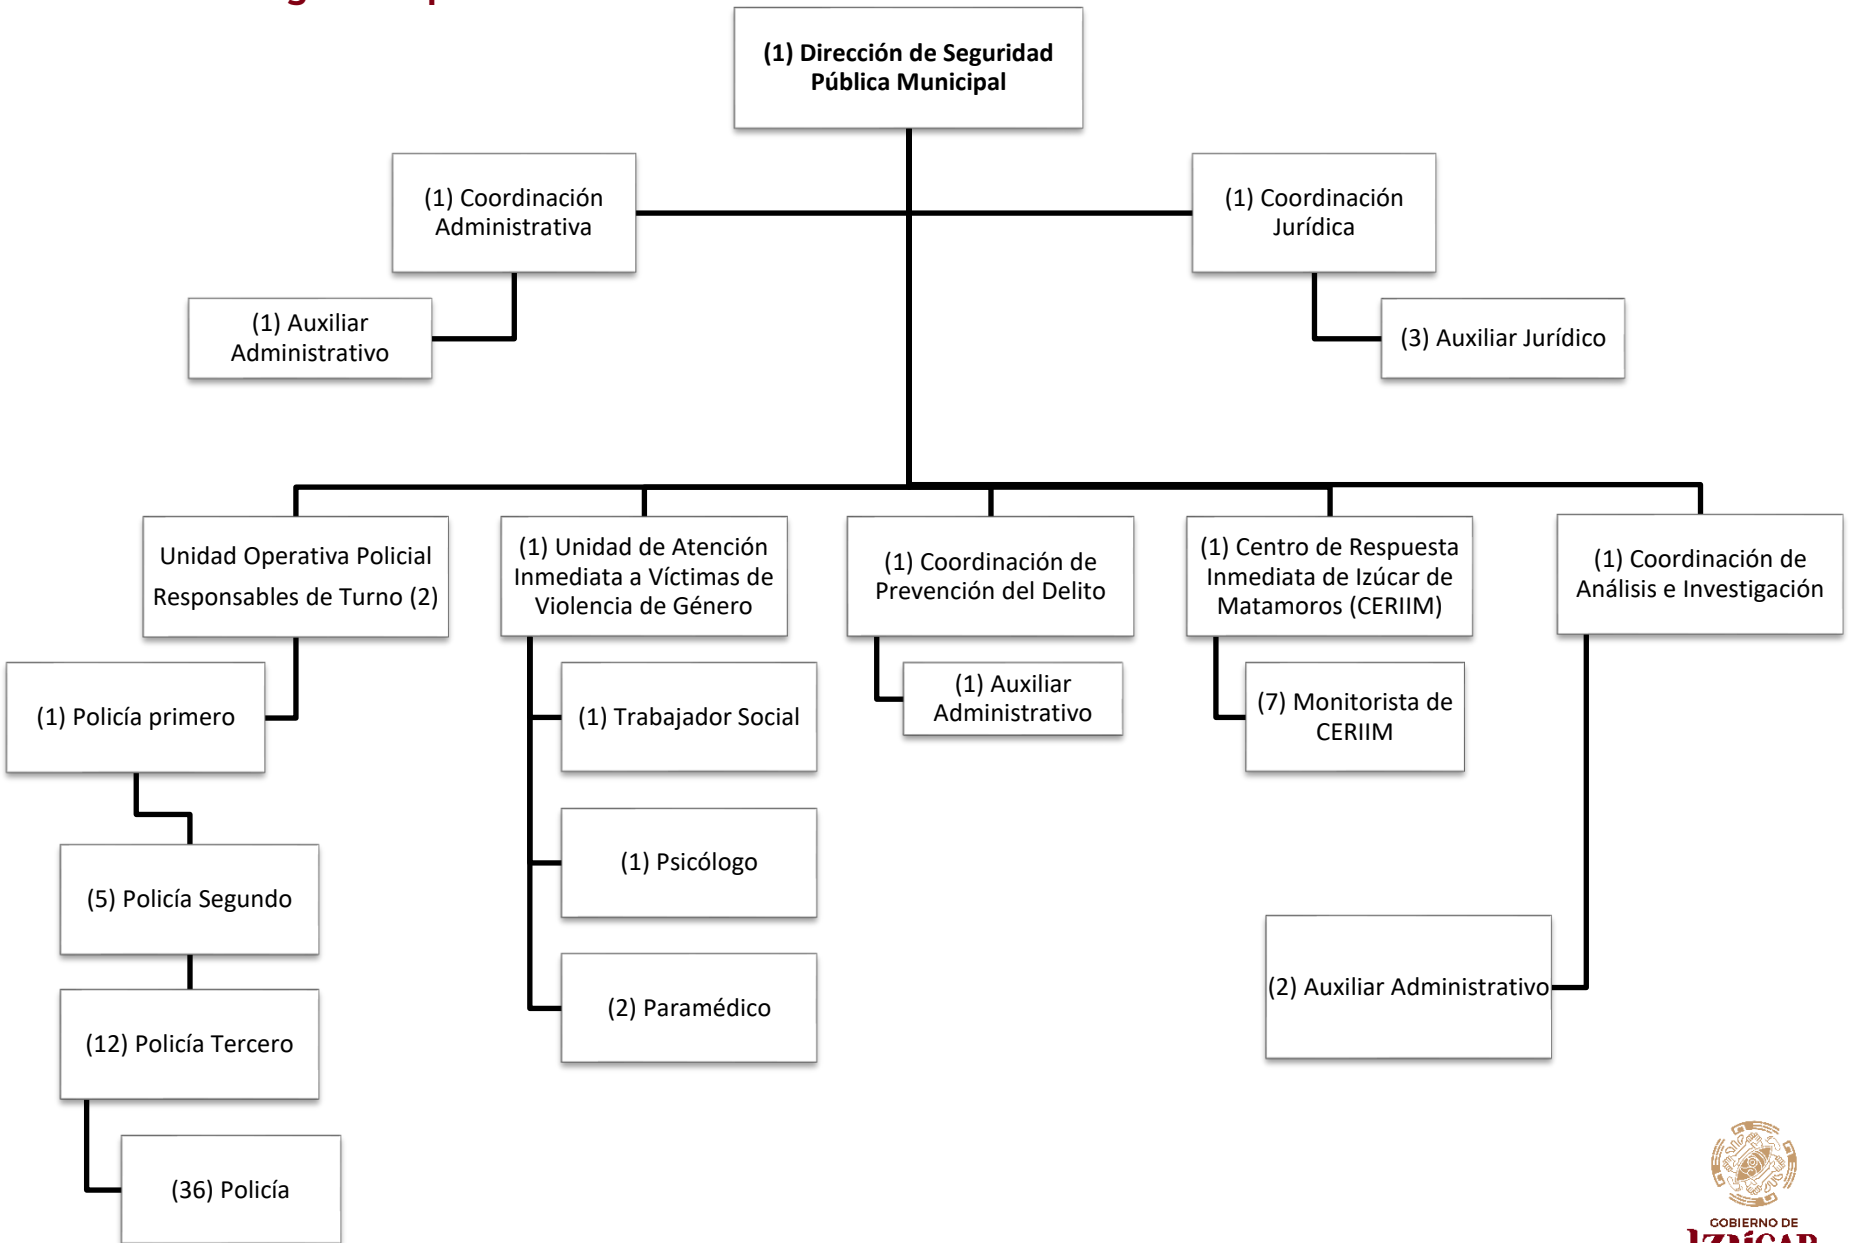 (1) Dirección de Seguridad
Pública Municipal
(1) Coordinación
Administrativa
(1) Coordinación
Jurídica
(1) Auxiliar
Administrativo
(3) Auxiliar Jurídico
Unidad Operativa Policial
Responsables de Turno (2)
(1) Unidad de Atención
Inmediata a Víctimas de
Violencia de Género
(1) Coordinación de
Prevención del Delito
(1) Centro de Respuesta
Inmediata de Izúcar de
Matamoros (CERIIM)
(1) Coordinación de
Análisis e Investigación
(1) Policía primero
(1) Trabajador Social
(1) Auxiliar
Administrativo
(7) Monitorista de
CERIIM
(1) Psicólogo
(5) Policía Segundo
(2) Auxiliar Administrativo
(2) Paramédico
(12) Policía Tercero
(36) Policía
GOBIERNO DE
IZÚCAR